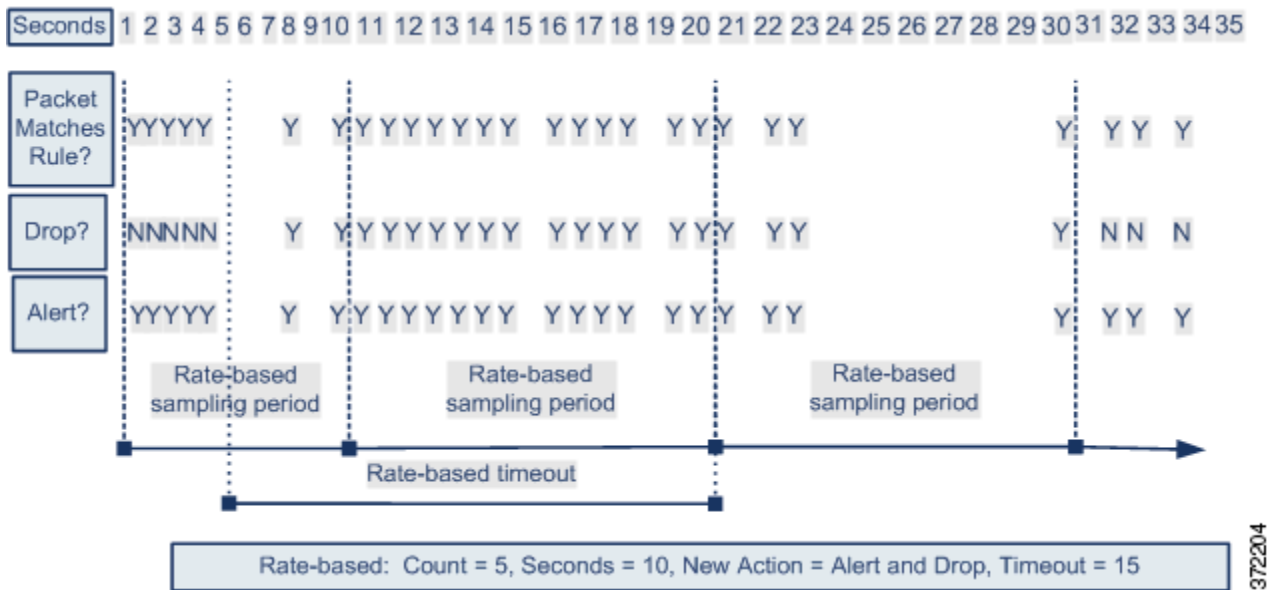 Seconds 1 2 3 4 5 6 7 8 9 10 11 12 13 14 15 16 17 18 19 20 21 22 23 24 25 26 27 28 29 30 31 32 33 34 35
Packet
Matches
Rule?
YYYYY Y Y Y Y Y Y Y Y Y Y Y Y Y Y Y Y Y Y Y Y Y Y
Drop?
NNNNN Y Y Y Y Y Y Y Y Y Y Y Y Y Y Y Y Y Y Y N N N
Alert?
YYYYY Y Y Y Y Y Y Y Y Y Y Y Y Y Y Y Y Y Y Y Y Y Y
Rate-based
sampling period
Rate-based
sampling period
Rate-based
sampling period
Rate-based timeout
Rate-based: Count = 5, Seconds = 10, New Action = Alert and Drop, Timeout = 15
372204